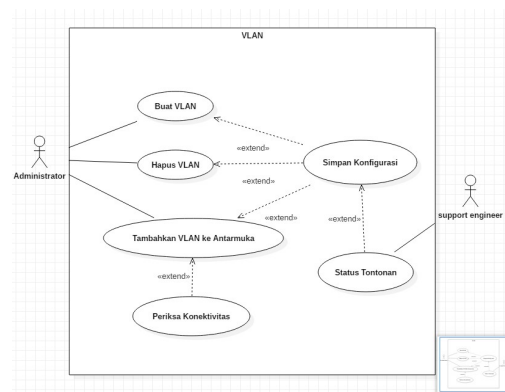 VLAN
Buat VLAN
«extend»
Hapus VLAN
Simpan Konfigurasi
Administrator
«extend»
support engineer
«extend»
«extend»
Tambahkan VLAN ke Antarmuka
«extend»
Status Tontonan
Periksa Konektivitas